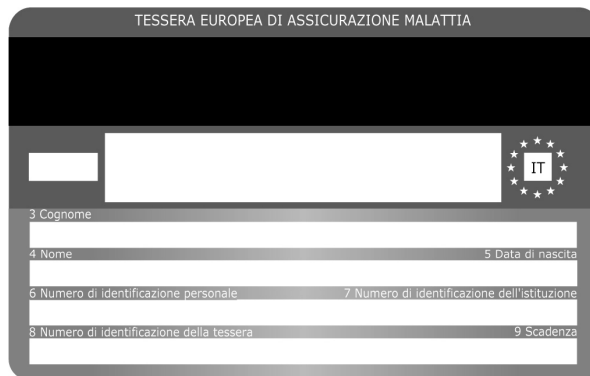 TESSERA EUROPEA DI ASSICURAZIONE MALATTIA
IT
3 Cognome
4 Nome 5 Data di nascita
6 Numero di identificazione personale 7 Numero di identificazione dell'istituzione
8 Numero di identificazione della tessera 9 Scadenza